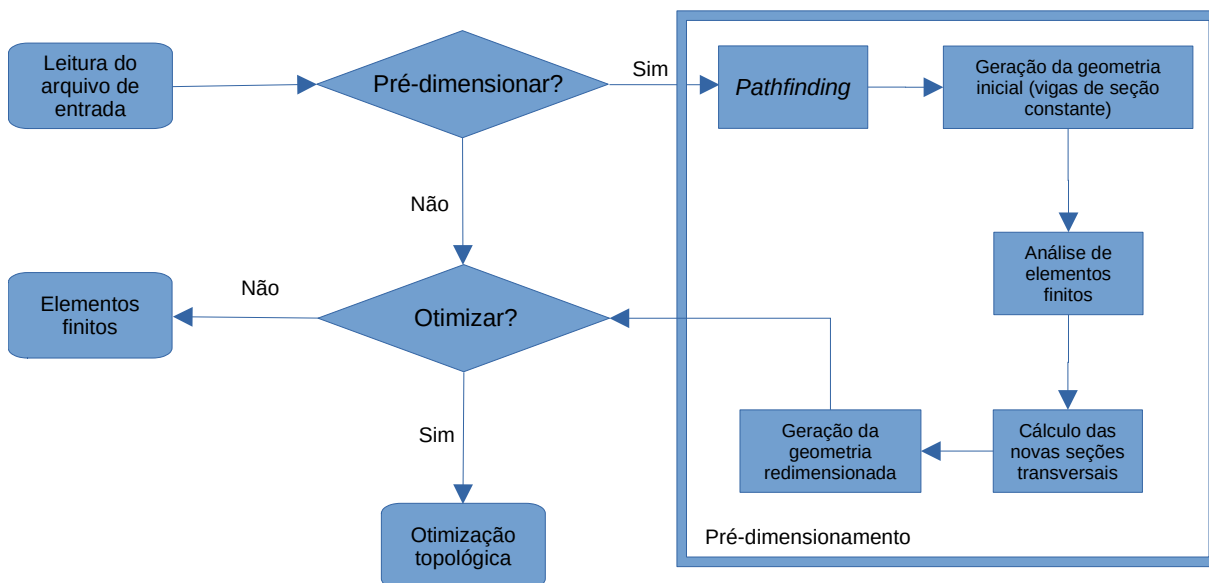 Leitura do
arquivo de
entrada
Pré-dimensionar?
Sim
Pathfinding
Geração da geometria
inicial (vigas de seção
constante)
Não
Análise de
elementos
finitos
Elementos
finitos
Não
Otimizar?
Sim
Geração da
geometria
redimensionada
Cálculo das
novas seções
transversais
Otimização
topológica
Pré-dimensionamento